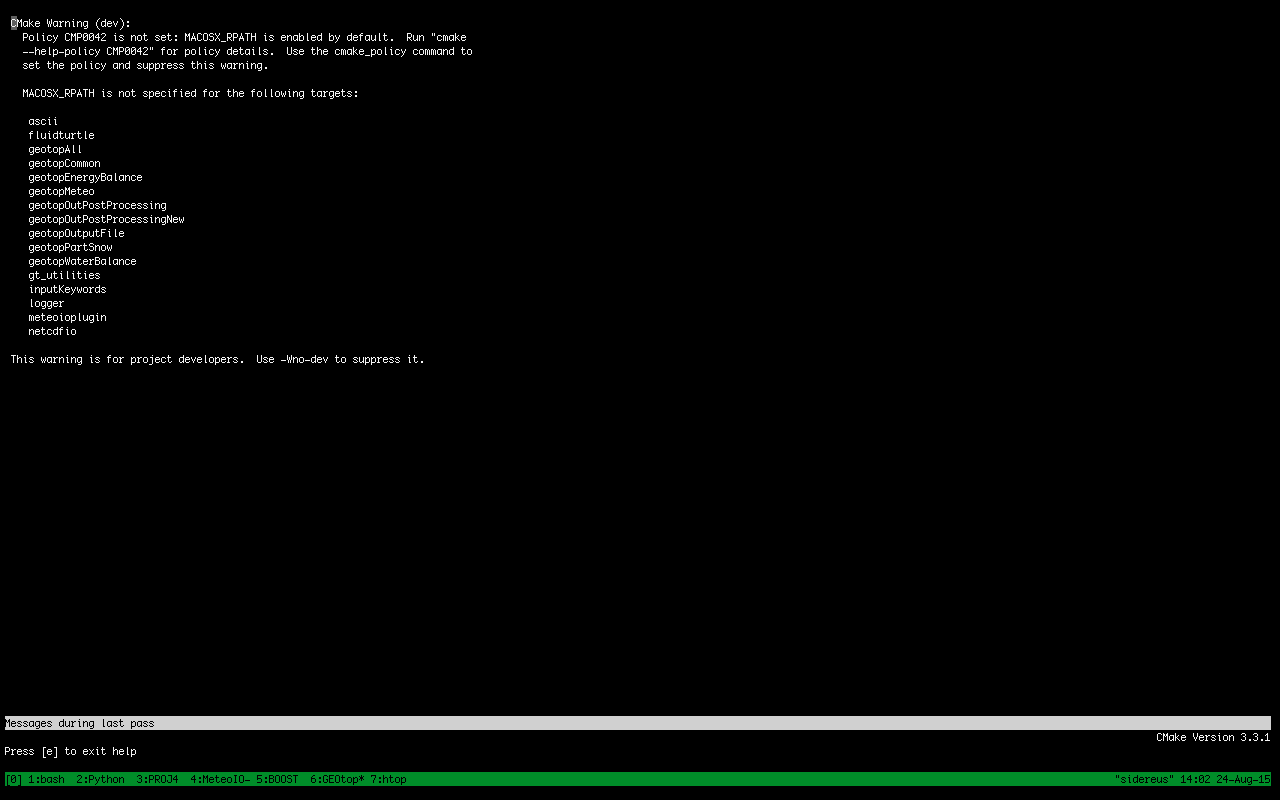 CMake Warning (dev):
Policy CMP0042 is not set: MACOSX_RPATH is enabled by default.  Run "cmake
--help-policy CMP0042" for policy details.  Use the cmake_policy command to
set the policy and suppress this warning.
MACOSX_RPATH is not specified for the following targets:
ascii
fluidturtle
geotopAll
geotopCommon
geotopEnergyBalance
geotopMeteo
geotopOutPostProcessing
geotopOutPostProcessingNew
geotopOutputFile
geotopPartSnow
geotopWaterBalance
gt_utilities
inputKeywords
logger
meteoioplugin
netcdfio
This warning is for project developers.  Use -Wno-dev to suppress it.
Messages during last pass
CMake Version 3.3.1
Press [e] to exit help
[0] 1:bash  2:Python  3:PROJ4  4:MeteoIO- 5:BOOST  6:GEOtop* 7:htop "sidereus" 14:02 24-Aug-15